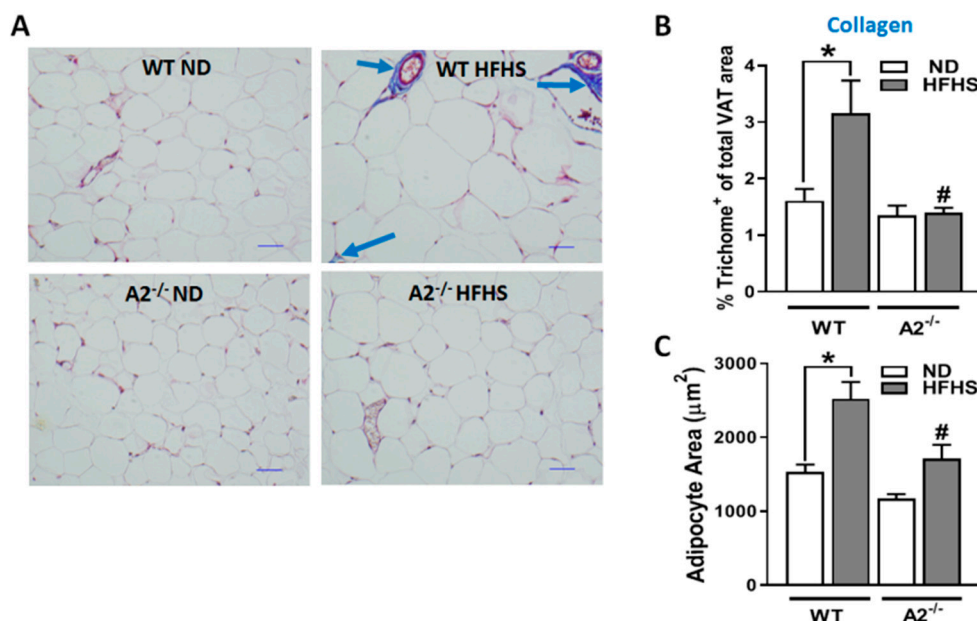 A
WT ND
WT HFHS
A2⁻/⁻ ND
A2⁻/⁻ HFHS
B
Collagen
% Trichome⁺ of total VAT area
5
4
3
2
1
0
*
#
ND
HFHS
WT
A2⁻/⁻
C
Adipocyte Area (μm²)
3000
2000
1000
0
*
#
ND
HFHS
WT
A2⁻/⁻